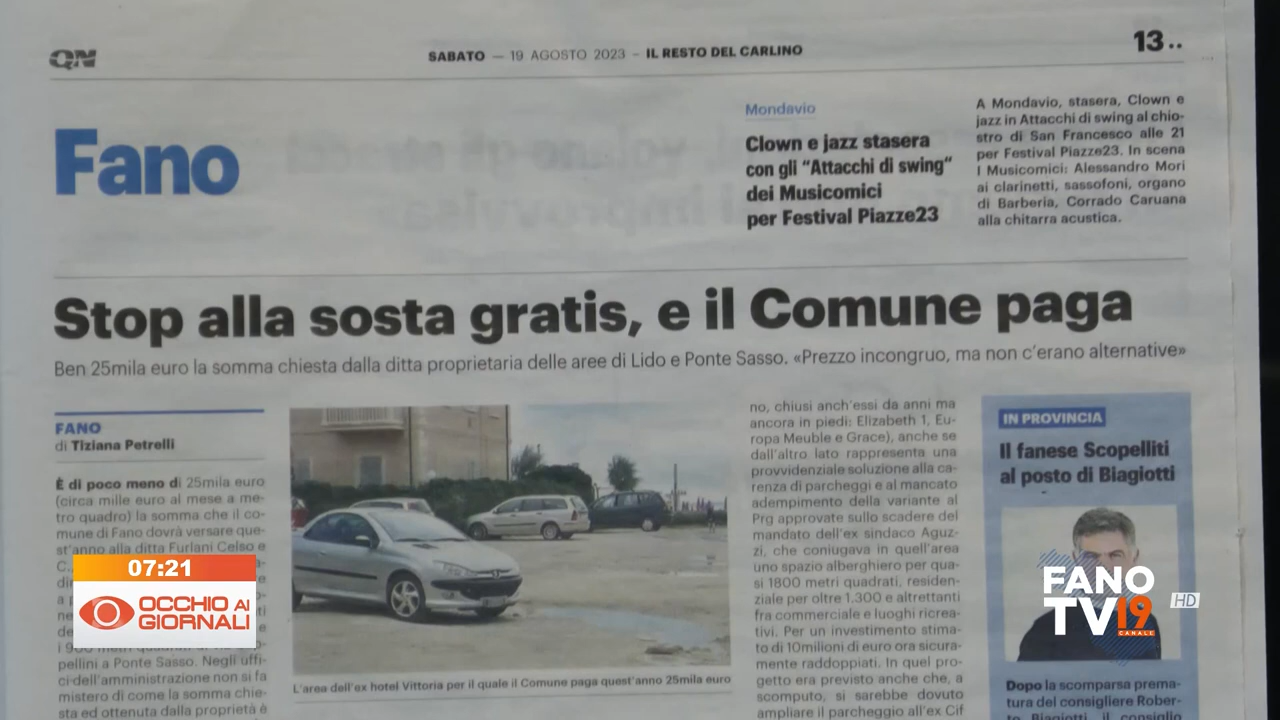 QN
SABATO — 19 AGOSTO 2023 – IL RESTO DEL CARLINO
13..
Fano
Mondavio
Clown e jazz stasera
con gli "Attacchi di swing"
dei Musicomici
per Festival Piazze23
A Mondavio, stasera, Clown e
jazz in Attacchi di swing al chio-
stro di San Francesco alle 21
per Festival Piazze23. In scena
I Musicomici: Alessandro Mori
ai clarinetti, sassofoni, organo
di Barberia, Corrado Caruana
alla chitarra acustica.
Stop alla sosta gratis, e il Comune paga
Ben 25mila euro la somma chiesta dalla ditta proprietaria delle aree di Lido e Ponte Sasso. «Prezzo incongruo, ma non c'erano alternative»
FANO
di Tiziana Petrelli
È di poco meno di 25mila euro
(circa mille euro al mese a me-
tro quadro) la somma che il co-
mune di Fano dovrà versare que-
st'anno alla ditta Furlani Celso e
C.
pellini a Ponte Sasso. Negli uffi-
ci dell'amministrazione non si fa
mistero di come la somma chie-
sta ed ottenuta dalla proprietà è
L'area dell'ex hotel Vittoria per il quale il Comune paga quest'anno 25mila euro
no, chiusi anch'essi da anni ma
ancora in piedi: Elizabeth 1, Eu-
ropa Meuble e Grace), anche se
dall'altro lato rappresenta una
provvidenziale soluzione alla ca-
renza di parcheggi e al mancato
adempimento della variante al
Prg approvate sullo scadere del
mandato dell'ex sindaco Aguz-
zi, che coniugava in quell'area
uno spazio alberghiero per qua-
si 1800 metri quadrati, residen-
ziale per oltre 1.300 e altrettanti
fra commerciale e luoghi ricrea-
tivi. Per un investimento stima-
to di 10milioni di euro ora sicura-
mente raddoppiati. In quel pro-
getto era previsto anche che, a
scomputo, si sarebbe dovuto
ampliare il parcheggio all'ex Cif
IN PROVINCIA
Il fanese Scopelliti
al posto di Biagiotti
Dopo la scomparsa prema-
tura del consigliere Rober-
to Biagiotti, il consiglio
07:21
OCCHIO AI
GIORNALI
FANO
TV19
CANALE
HD